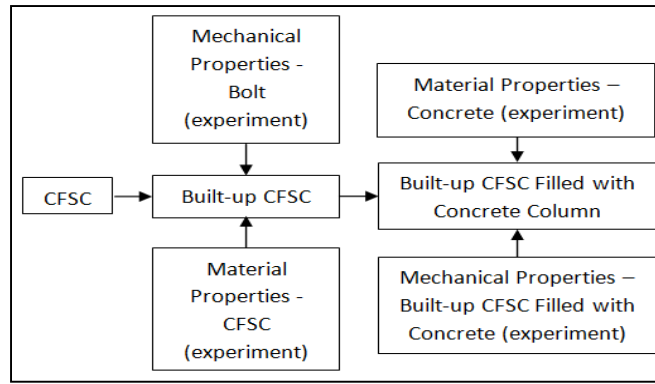 Mechanical
Properties -
Bolt
(experiment)
Material Properties –
Concrete (experiment)
CFSC
Built-up CFSC
Built-up CFSC Filled with
Concrete Column
Material
Properties -
CFSC
(experiment)
Mechanical Properties –
Built-up CFSC Filled with
Concrete (experiment)